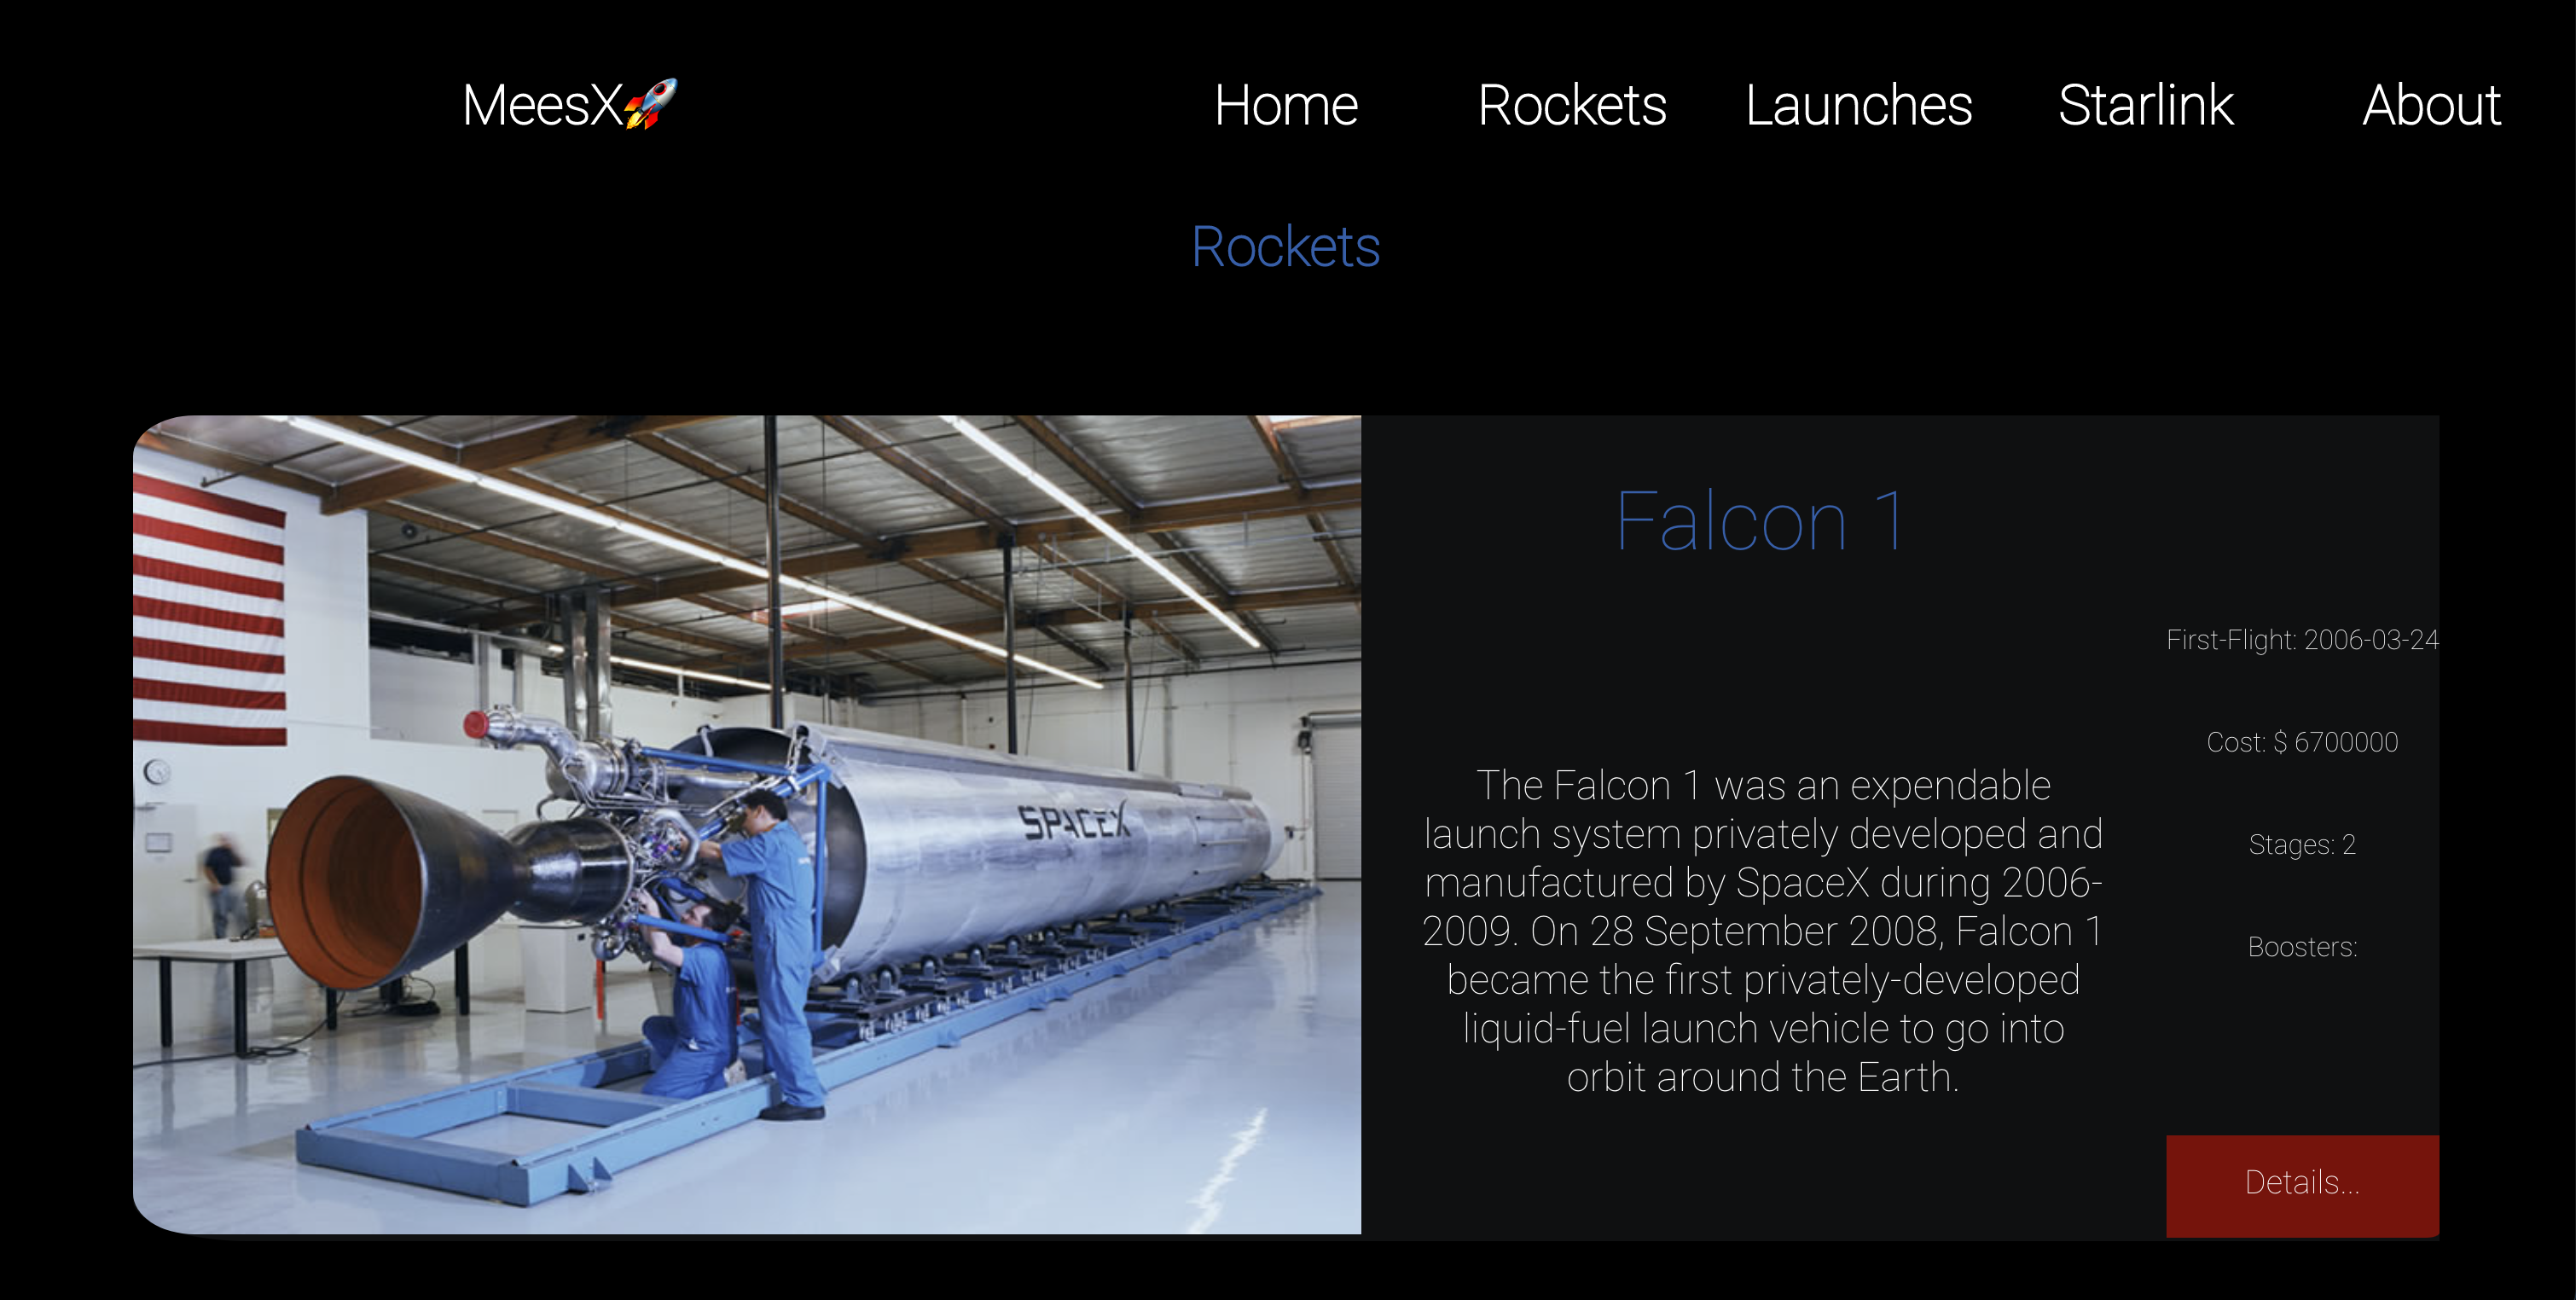 MeesX🚀
Home
Rockets
Launches
Starlink
About
Rockets
SPACEX
Falcon 1
The Falcon 1 was an expendable
launch system privately developed and
manufactured by SpaceX during 2006-
2009. On 28 September 2008, Falcon 1
became the first privately-developed
liquid-fuel launch vehicle to go into
orbit around the Earth.
First-Flight: 2006-03-24
Cost: $ 6700000
Stages: 2
Boosters:
Details...